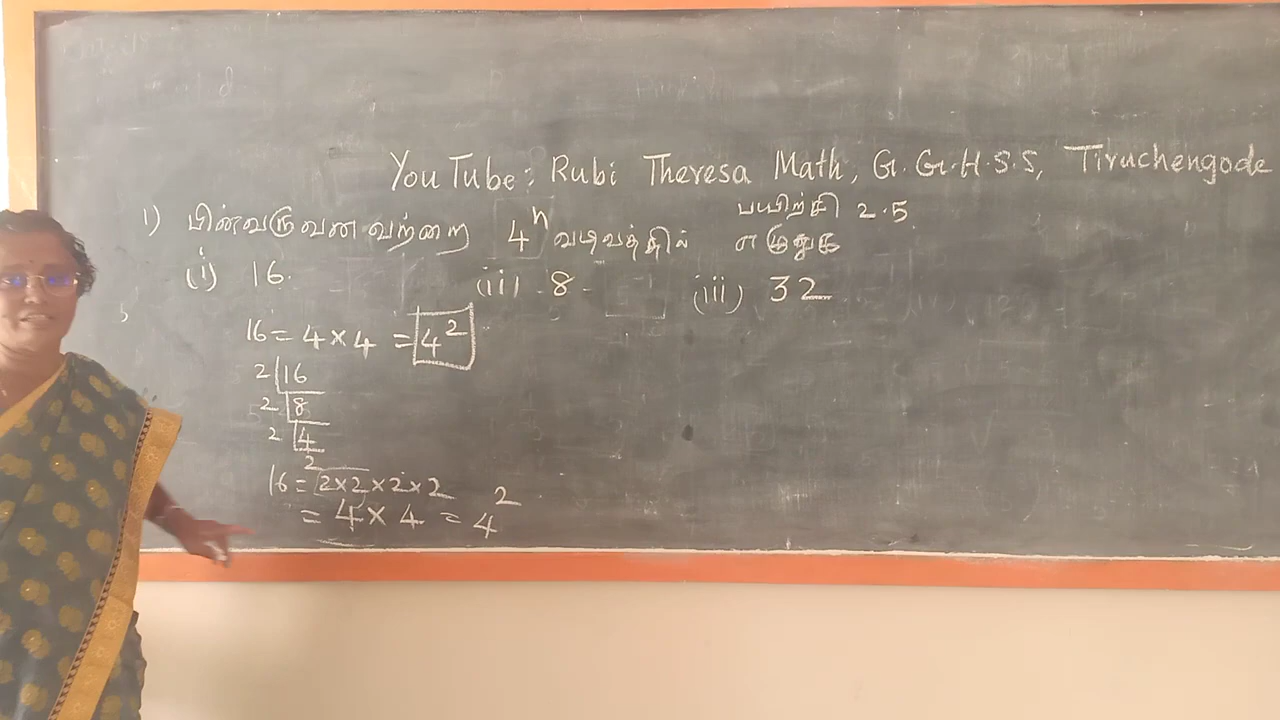 YouTube: Rubi Theresa Math, G.G.H.S.S, Tiruchengode
பயிற்சி 2.5
1) பின்வருவனவற்றை 4ⁿ வடிவத்தில் எழுதுக
(i) 16. (ii) 8 (iii) 32
16 = 4 × 4 = 4²
2 | 16
2 | 8
2 | 4
2
16 = 2×2×2×2
= 4 × 4 = 4²